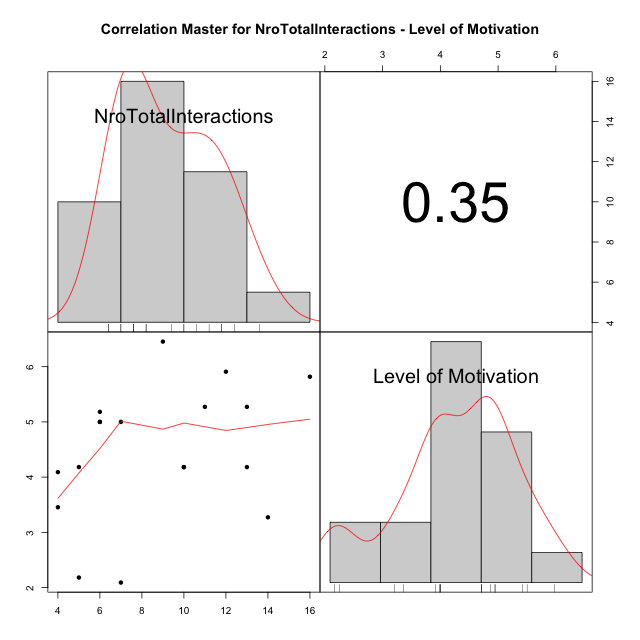 Correlation Master for NroTotalInteractions - Level of Motivation
2 3 4 5 6
NroTotalInteractions
0.35
16
14
12
10
8
6
4
Level of Motivation
6
5
4
3
2
4 6 8 10 12 14 16